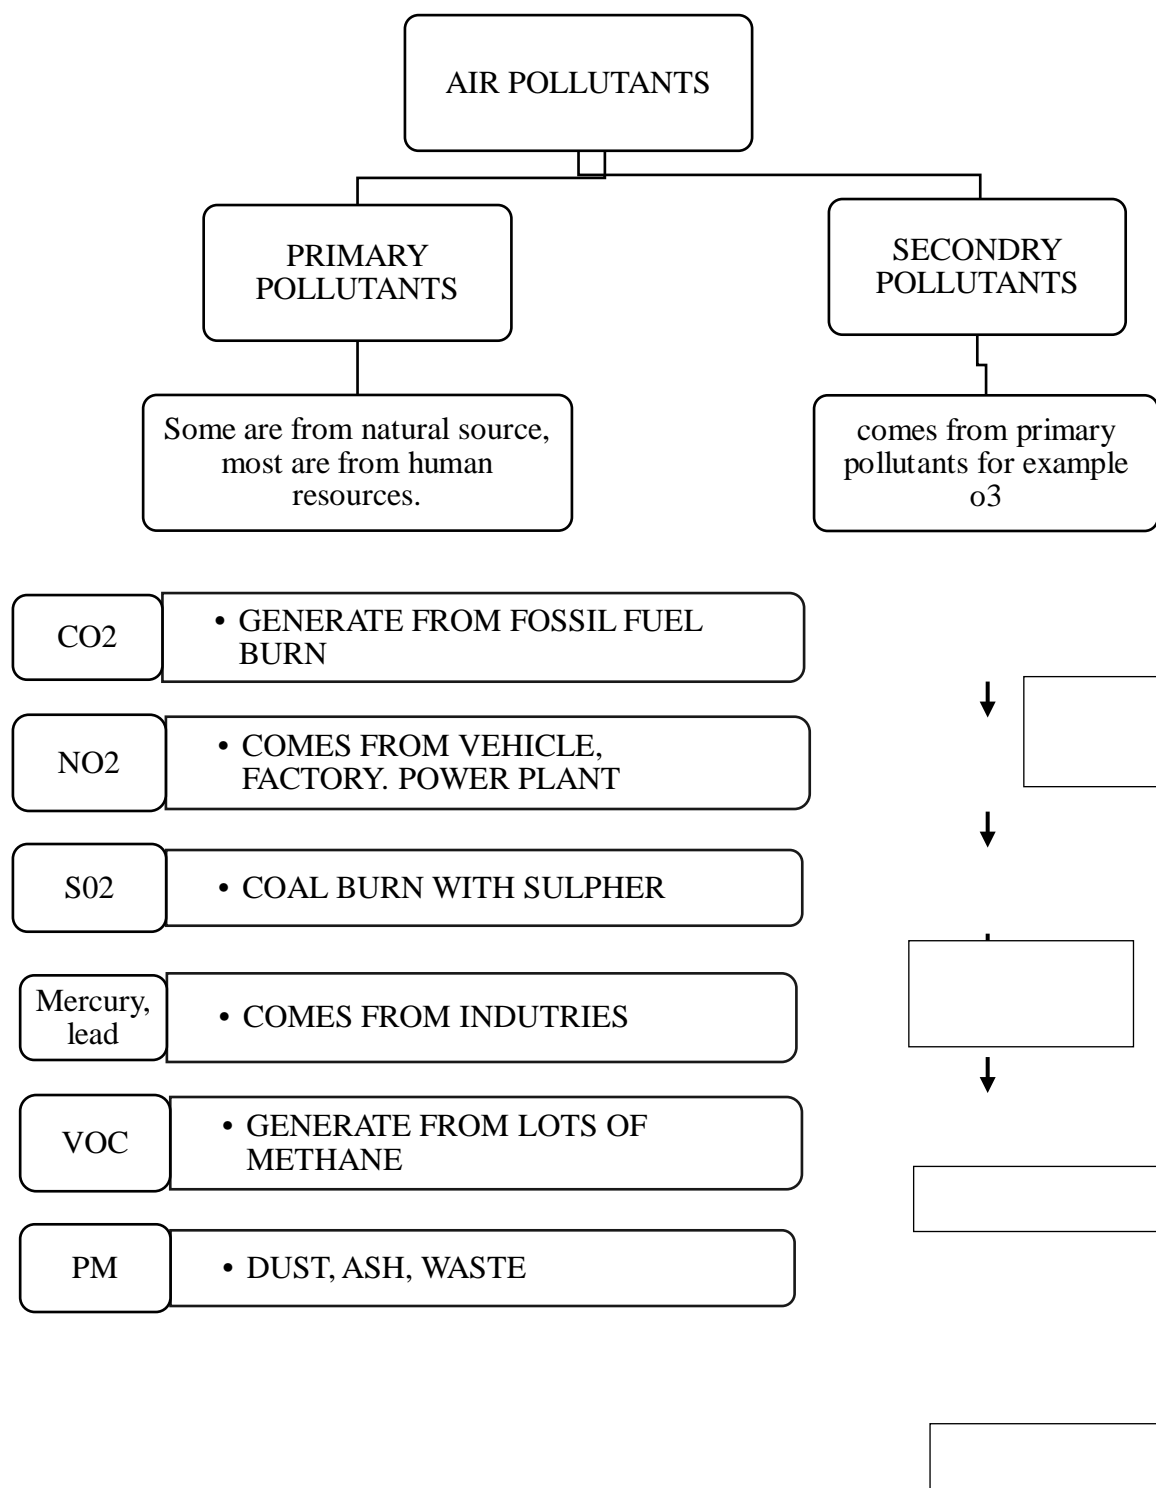 AIR POLLUTANTS
PRIMARY
POLLUTANTS
SECONDRY
POLLUTANTS
Some are from natural source,
most are from human
resources.
comes from primary
pollutants for example
o3
CO2
• GENERATE FROM FOSSIL FUEL
BURN
NO2
• COMES FROM VEHICLE,
FACTORY. POWER PLANT
S02
• COAL BURN WITH SULPHER
Mercury,
lead
• COMES FROM INDUTRIES
VOC
• GENERATE FROM LOTS OF
METHANE
PM
• DUST, ASH, WASTE